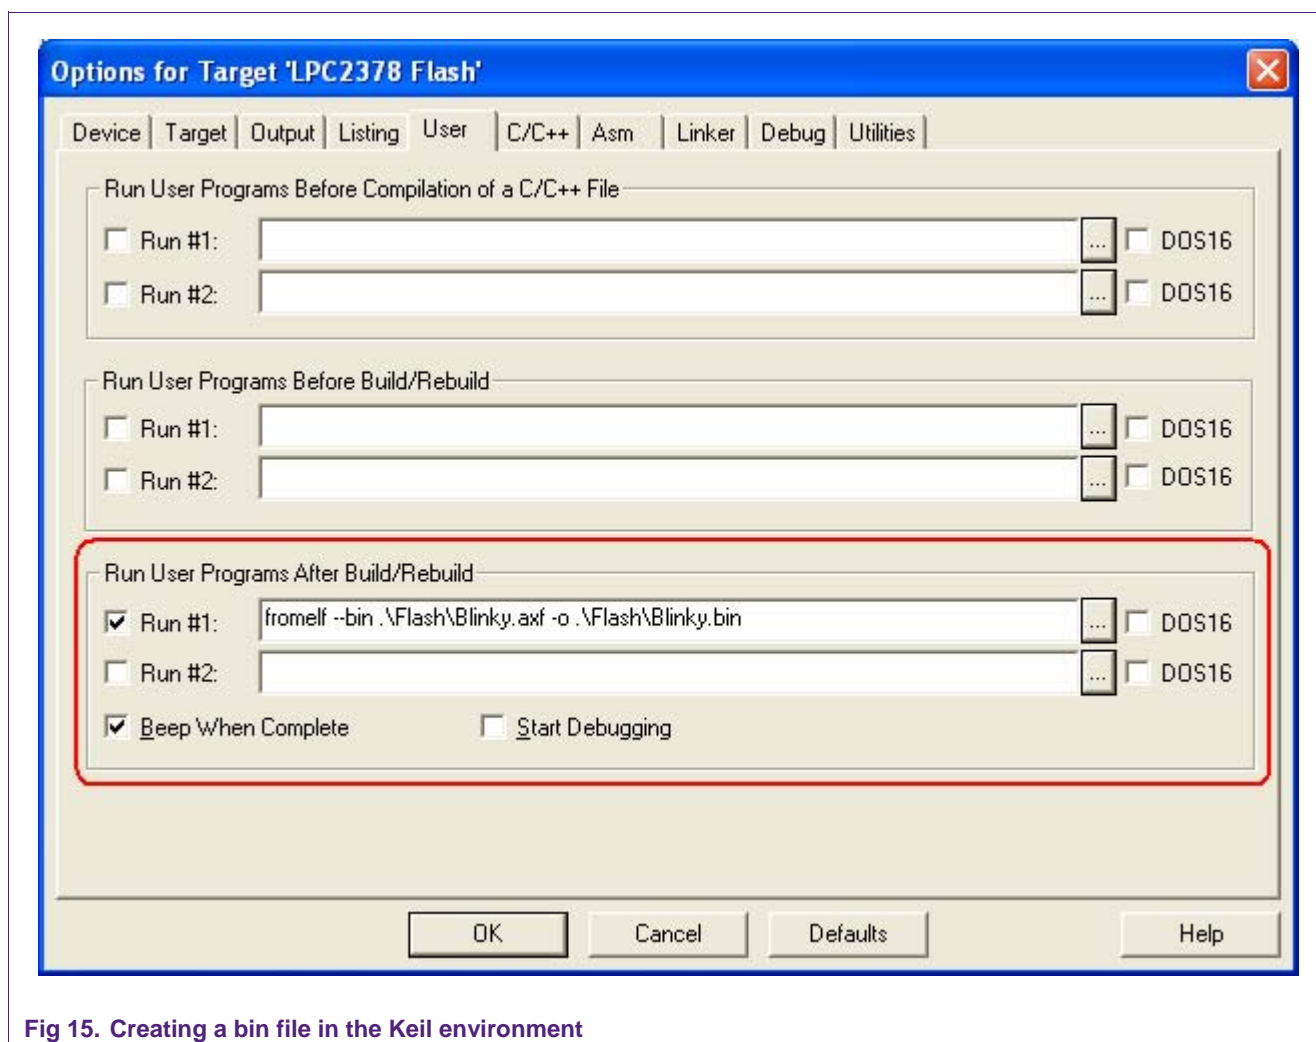 Options for Target 'LPC2378 Flash'
Device Target Output Listing User C/C++ Asm Linker Debug Utilities
Run User Programs Before Compilation of a C/C++ File
Run #1: ... DOS16
Run #2: ... DOS16
Run User Programs Before Build/Rebuild
Run #1: ... DOS16
Run #2: ... DOS16
Run User Programs After Build/Rebuild
Run #1: fromelf --bin .\Flash\Blinky.axf -o .\Flash\Blinky.bin ... DOS16
Run #2: ... DOS16
Beep When Complete Start Debugging
OK Cancel Defaults Help
Fig 15. Creating a bin file in the Keil environment